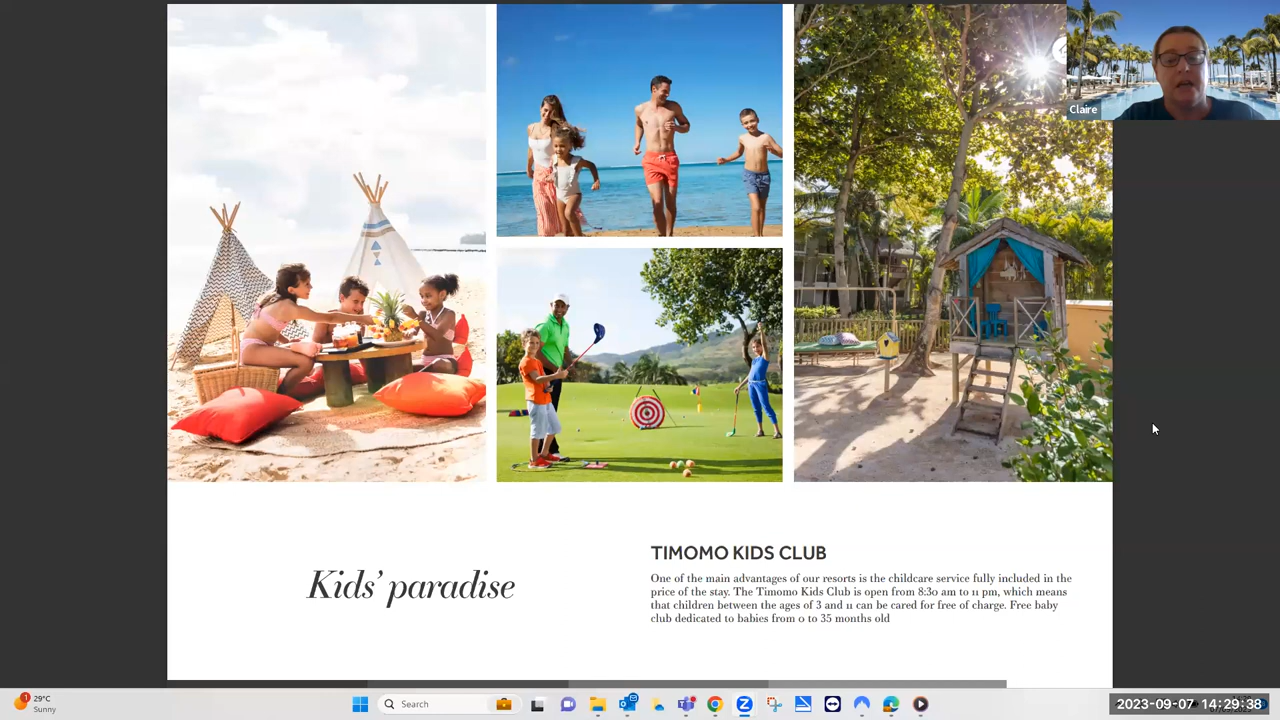 Claire
Kids' paradise
TIMOMO KIDS CLUB
One of the main advantages of our resorts is the childcare service fully included in the
price of the stay. The Timomo Kids Club is open from 8:30 am to 11 pm, which means
that children between the ages of 3 and 11 can be cared for free of charge. Free baby
club dedicated to babies from 0 to 35 months old
1
29°C
Sunny
Search
2023-09-07 14:29:38